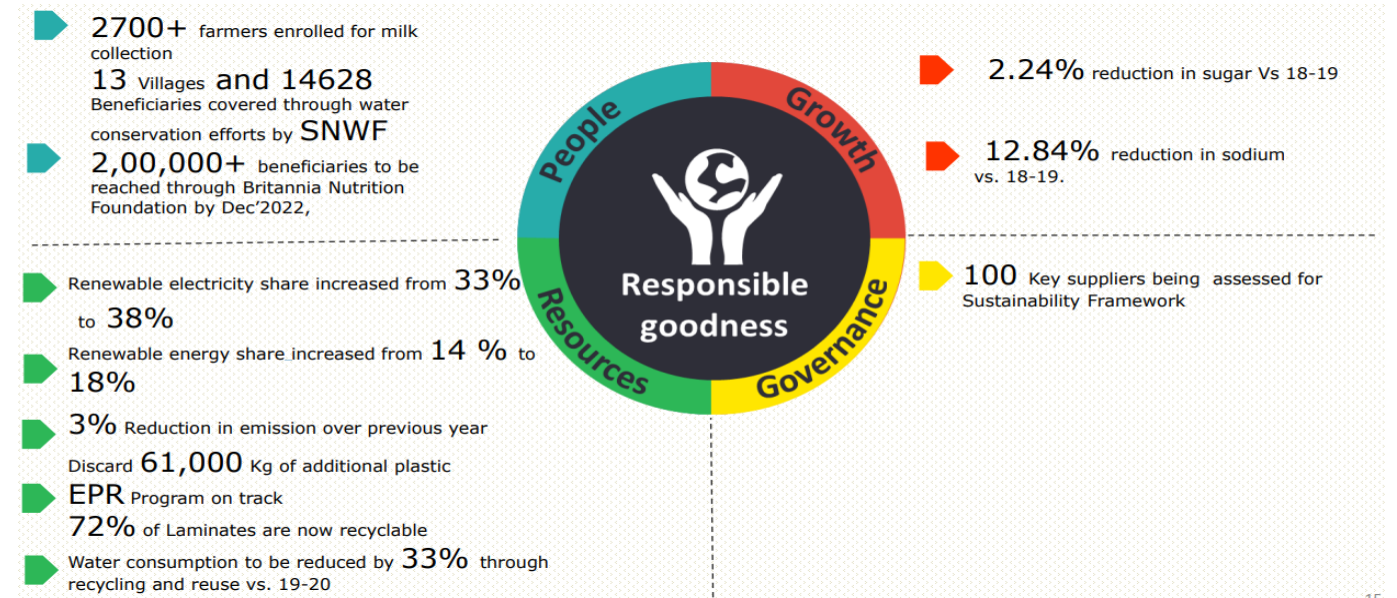 2700+ farmers enrolled for milk
collection
13 Villages and 14628
Beneficiaries covered through water
conservation efforts by SNWF
2,00,000+ beneficiaries to be
reached through Britannia Nutrition
Foundation by Dec’2022,
Renewable electricity share increased from 33%
to 38%
Renewable energy share increased from 14 % to
18%
3% Reduction in emission over previous year
Discard 61,000 Kg of additional plastic
EPR Program on track
72% of Laminates are now recyclable
Water consumption to be reduced by 33% through
recycling and reuse vs. 19-20
People
Growth
Resources
Governance
Responsible
goodness
2.24% reduction in sugar Vs 18-19
12.84% reduction in sodium
vs. 18-19.
100 Key suppliers being assessed for
Sustainability Framework